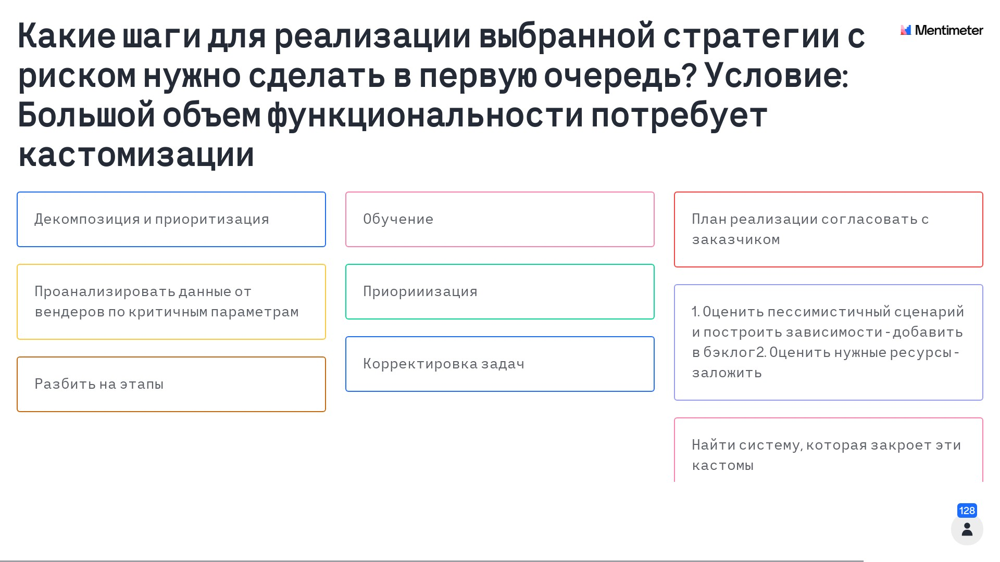 Какие шаги для реализации выбранной стратегии с
риском нужно сделать в первую очередь? Условие:
Большой объем функциональности потребует
кастомизации
Mentimeter
Декомпозиция и приоритизация
Проанализировать данные от
вендеров по критичным параметрам
Разбить на этапы
Обучение
Приорииизация
Корректировка задач
План реализации согласовать с
заказчиком
1. Оценить пессимистичный сценарий
и построить зависимости - добавить
в бэклог2. Оценить нужные ресурсы -
заложить
Найти систему, которая закроет эти
кастомы
128